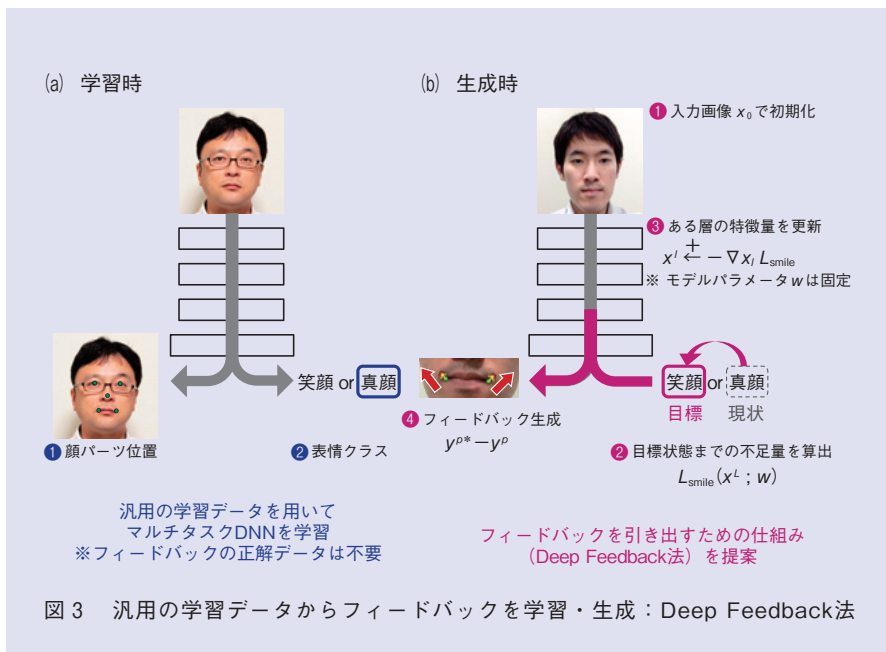 (a) 学習時
❶ 顔パーツ位置
笑顔 or 真顔
❷ 表情クラス
汎用の学習データを用いて
マルチタスクDNNを学習
※フィードバックの正解データは不要
(b) 生成時
❶ 入力画像 x₀で初期化
❸ ある層の特徴量を更新
xˡ ←⁺ −∇xₗ L_smile
※ モデルパラメータwは固定
笑顔 or 真顔
目標 現状
❹ フィードバック生成
yᵖ*−yᵖ
❷ 目標状態までの不足量を算出
L_smile(xᴸ ; w)
フィードバックを引き出すための仕組み
(Deep Feedback法)を提案
図3 汎用の学習データからフィードバックを学習・生成：Deep Feedback法